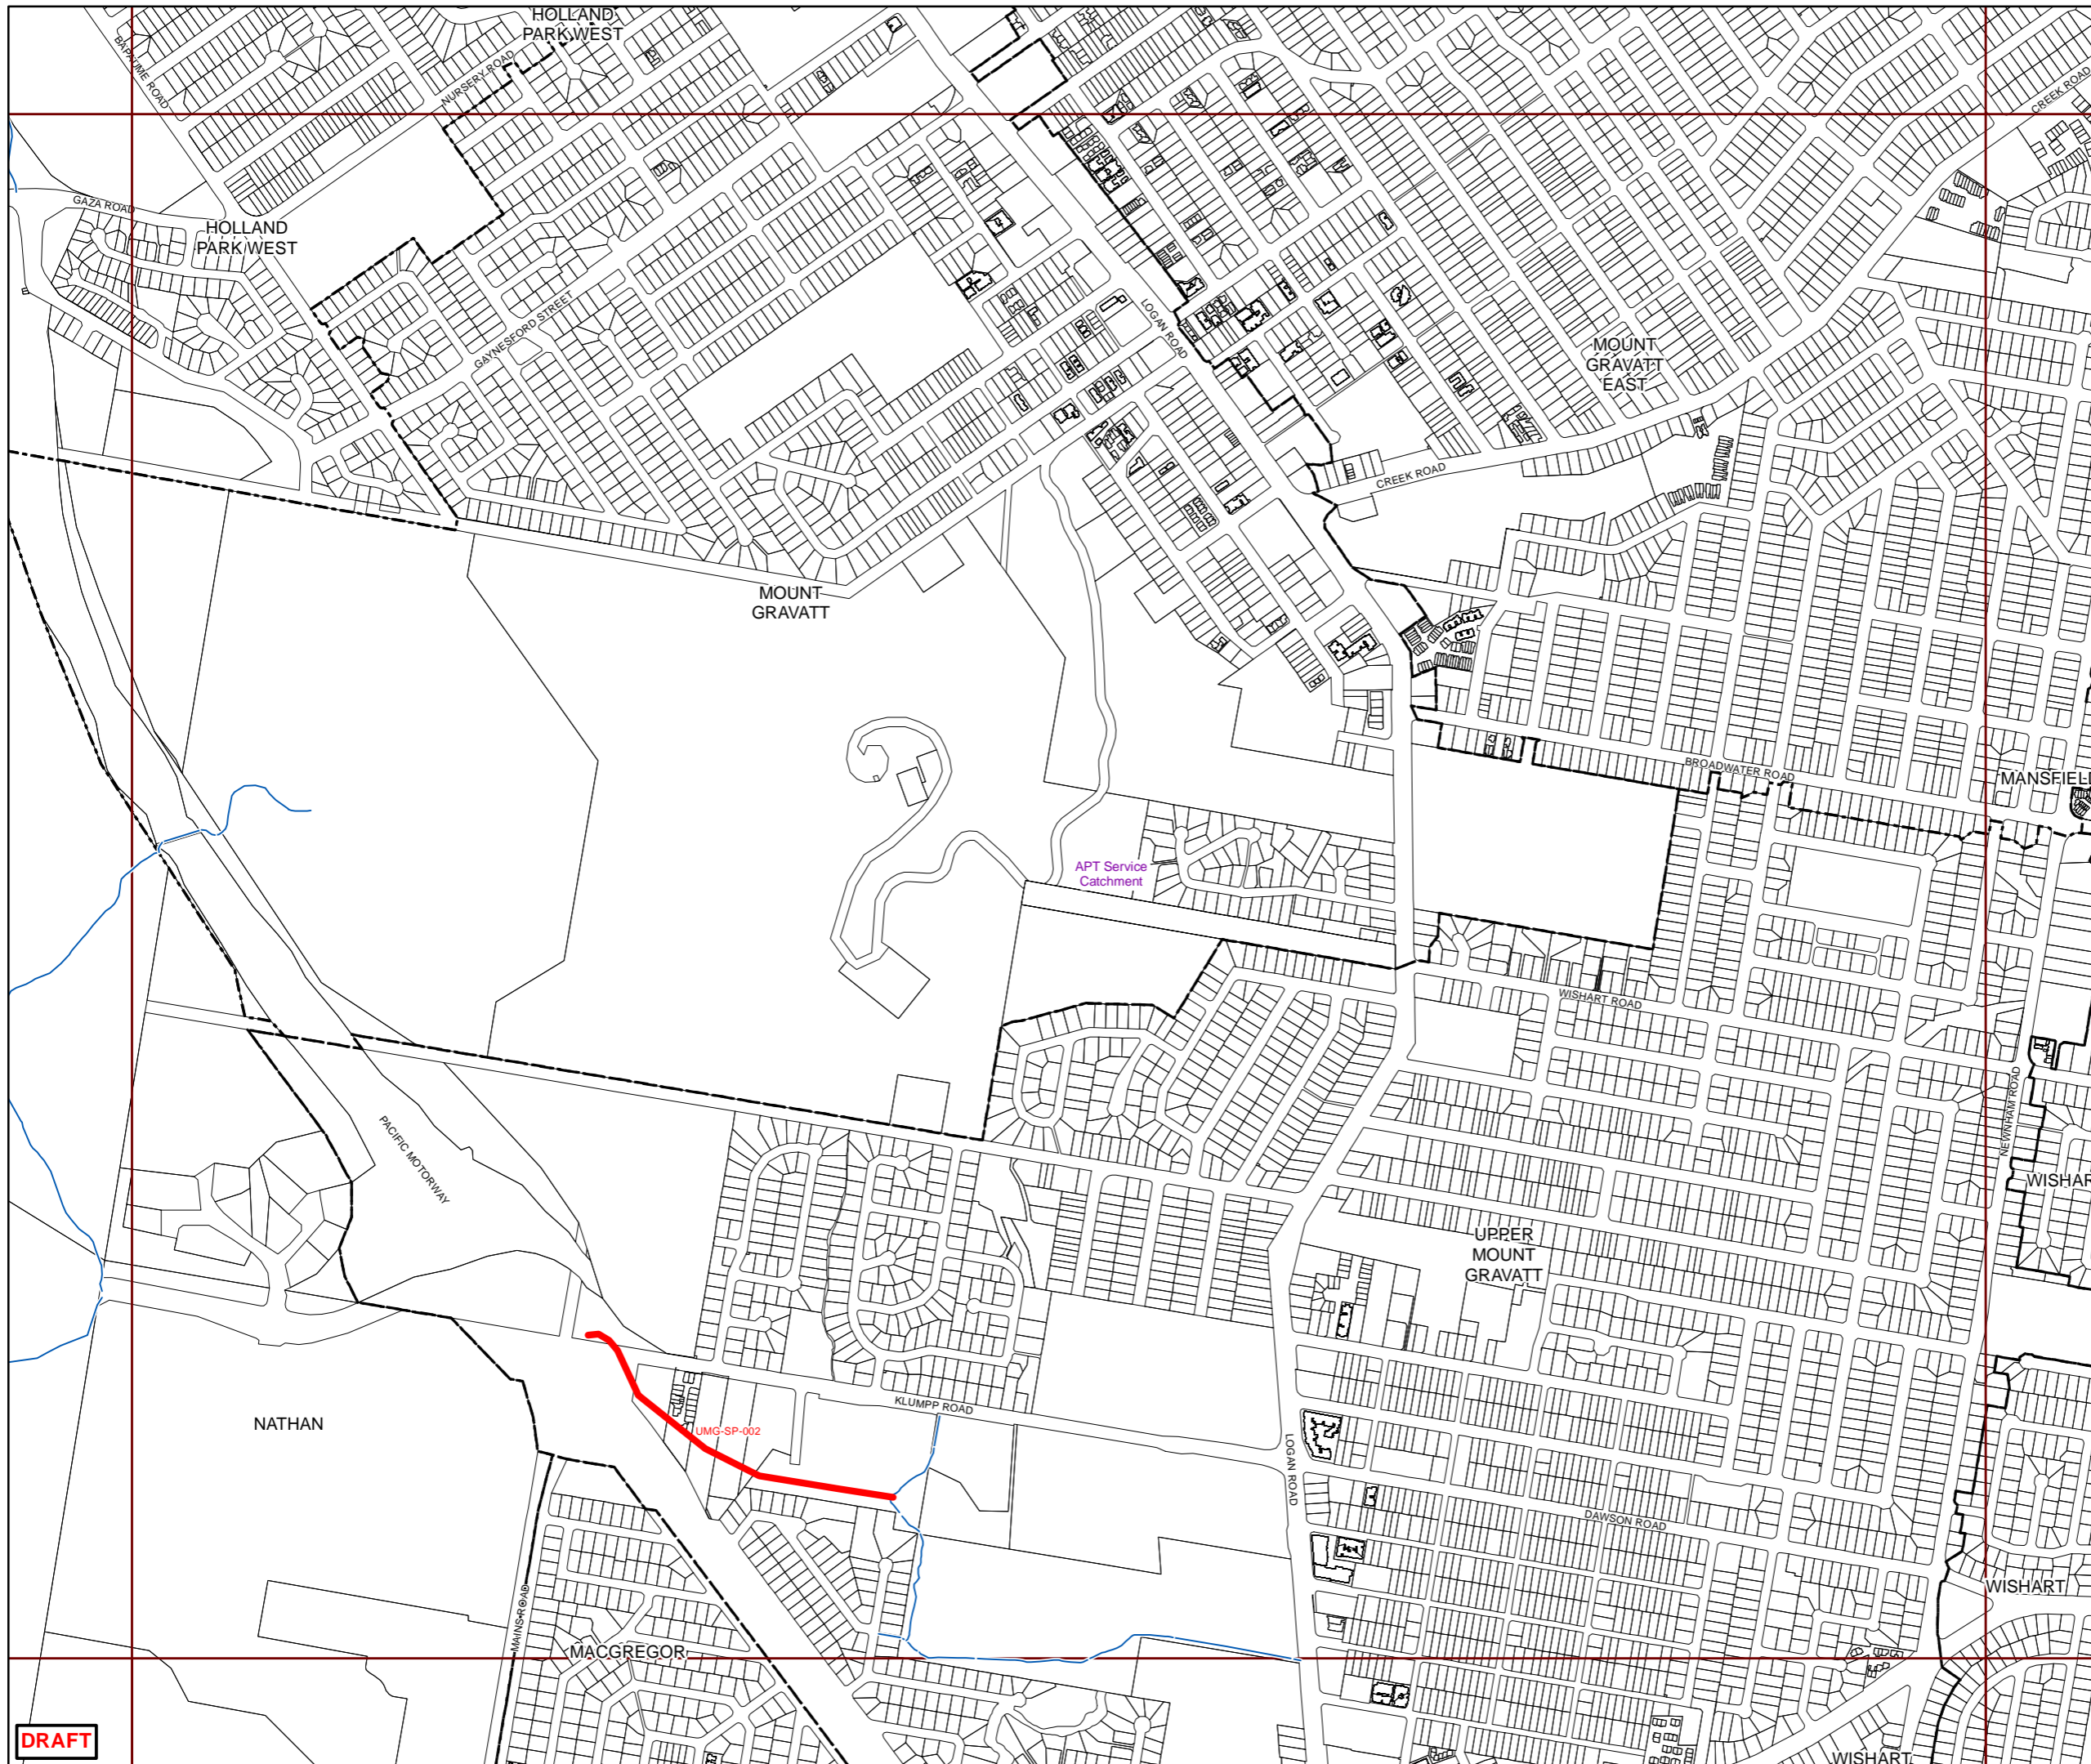 HOLLAND
PARK WEST
BAPAUME ROAD
NURSERY ROAD
CREEK ROAD
GAZA ROAD
HOLLAND
PARK WEST
GAYNESFORD STREET
LOGAN ROAD
MOUNT
GRAVATT
EAST
CREEK ROAD
MOUNT
GRAVATT
BROADWATER ROAD
MANSFIELD
APT Service
Catchment
WISHART ROAD
PACIFIC MOTORWAY
NEWNHAM ROAD
WISHAR
UPPER
MOUNT
GRAVATT
KLUMPP ROAD
NATHAN
UMG-SP-002
LOGAN ROAD
DAWSON ROAD
MAINS ROAD
WISHART
MACGREGOR
DRAFT
WISHART